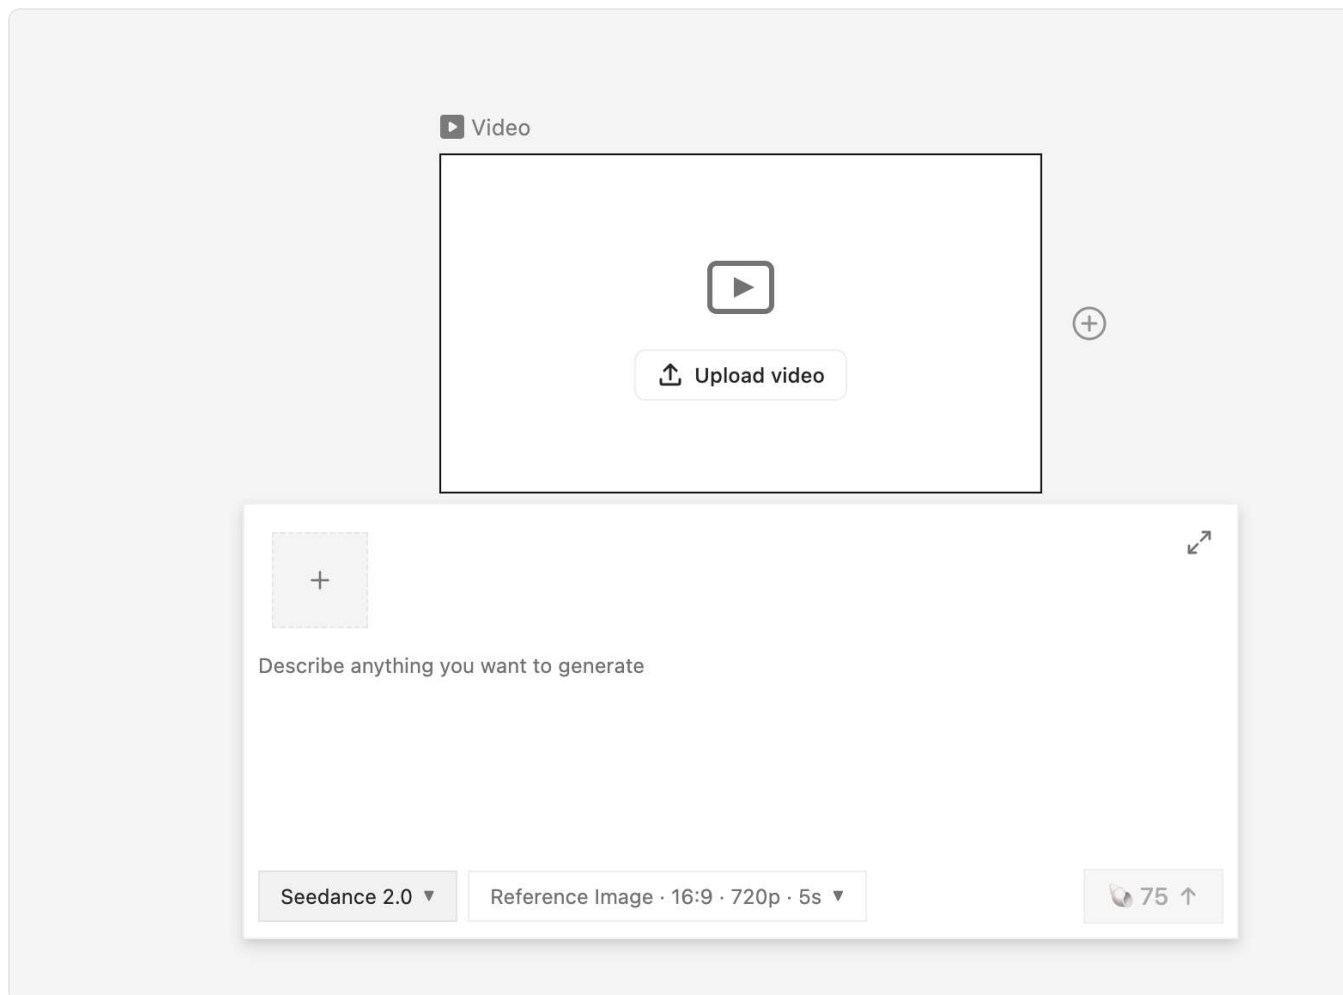 Video
Upload video
Describe anything you want to generate
Seedance 2.0 ▼
Reference Image · 16:9 · 720p · 5s ▼
75